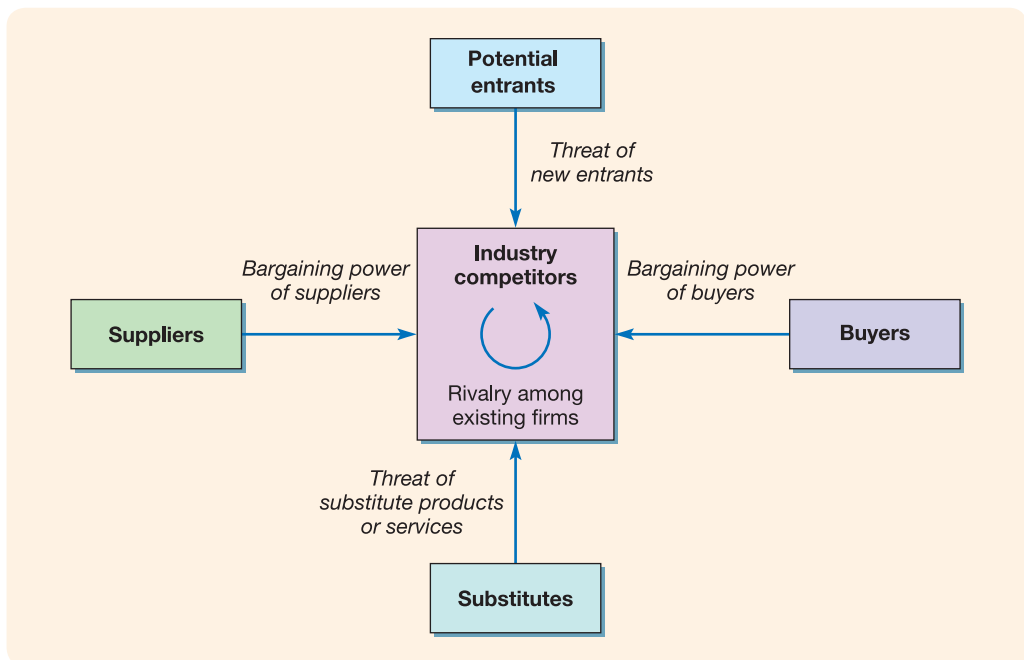 Potential
entrants
Threat of
new entrants
Industry
competitors
Bargaining power
of suppliers
Bargaining power
of buyers
Suppliers
Buyers
Rivalry among
existing firms
Threat of
substitute products
or services
Substitutes